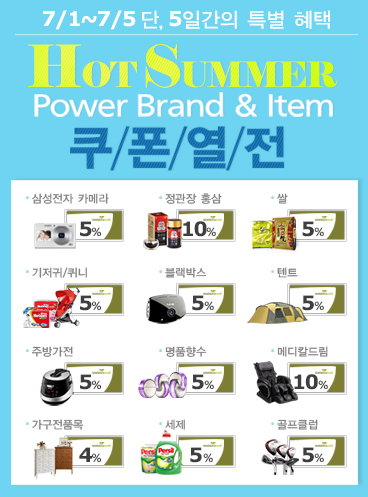 7/1~7/5 단, 5일간의 특별 혜택
HOT SUMMER
Power Brand & Item
쿠/폰/열/전
삼성전자 카메라
5%
정관장 홍삼
10%
쌀
5%
기저귀/퀴니
5%
블랙박스
5%
텐트
5%
주방가전
5%
명품향수
5%
메디칼드림
10%
가구전품목
4%
세제
Persil
5%
골프클럽
5%